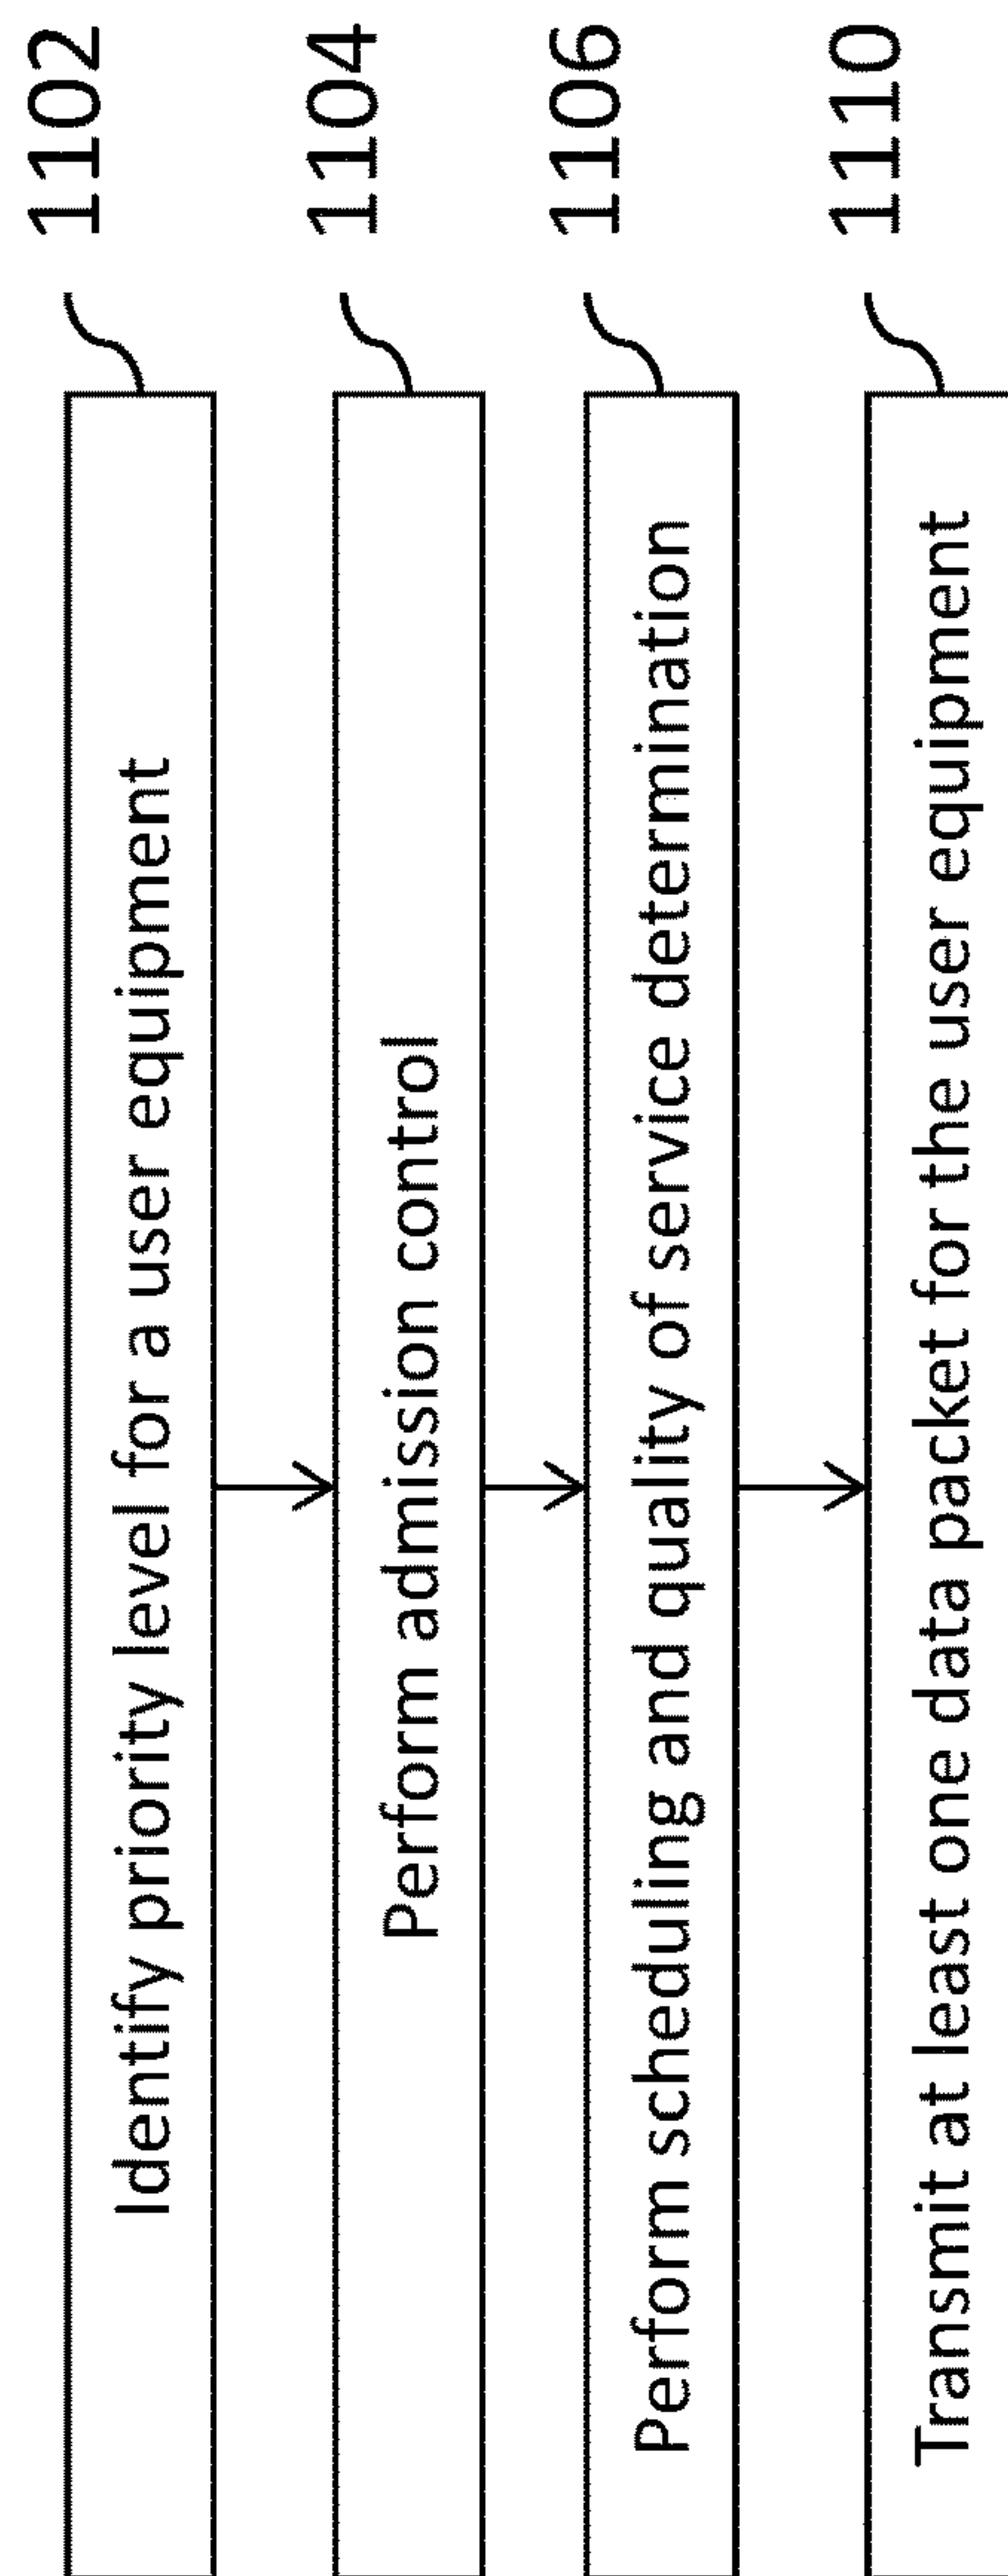 1102
Identify priority level for a user equipment
1104
Perform admission control
1106
Perform scheduling and quality of service determination
1110
Transmit at least one data packet for the user equipment